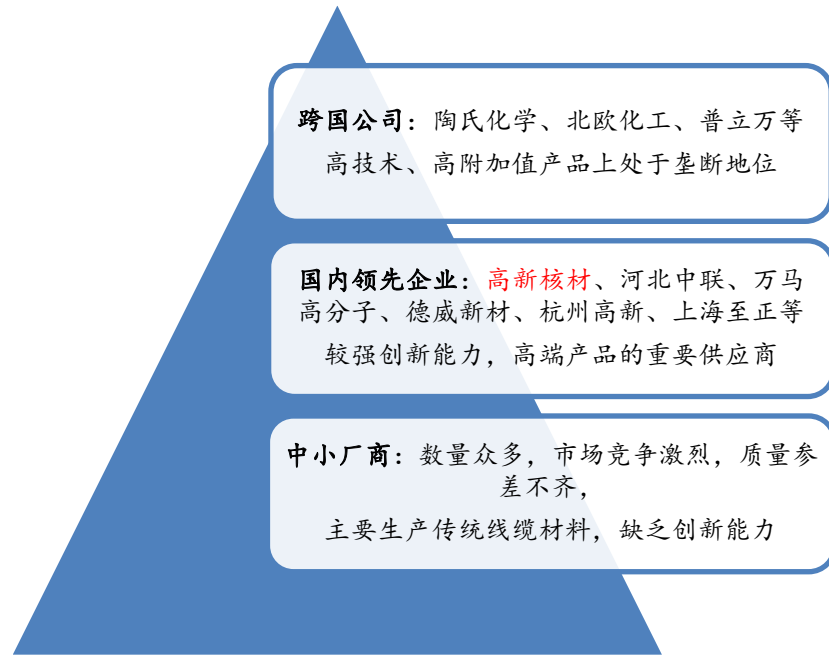 跨国公司：陶氏化学、北欧化工、普立万等
高技术、高附加值产品上处于垄断地位
国内领先企业：高新核材、河北中联、万马
高分子、德威新材、杭州高新、上海至正等
较强创新能力，高端产品的重要供应商
中小厂商：数量众多，市场竞争激烈，质量参
差不齐，
主要生产传统线缆材料，缺乏创新能力